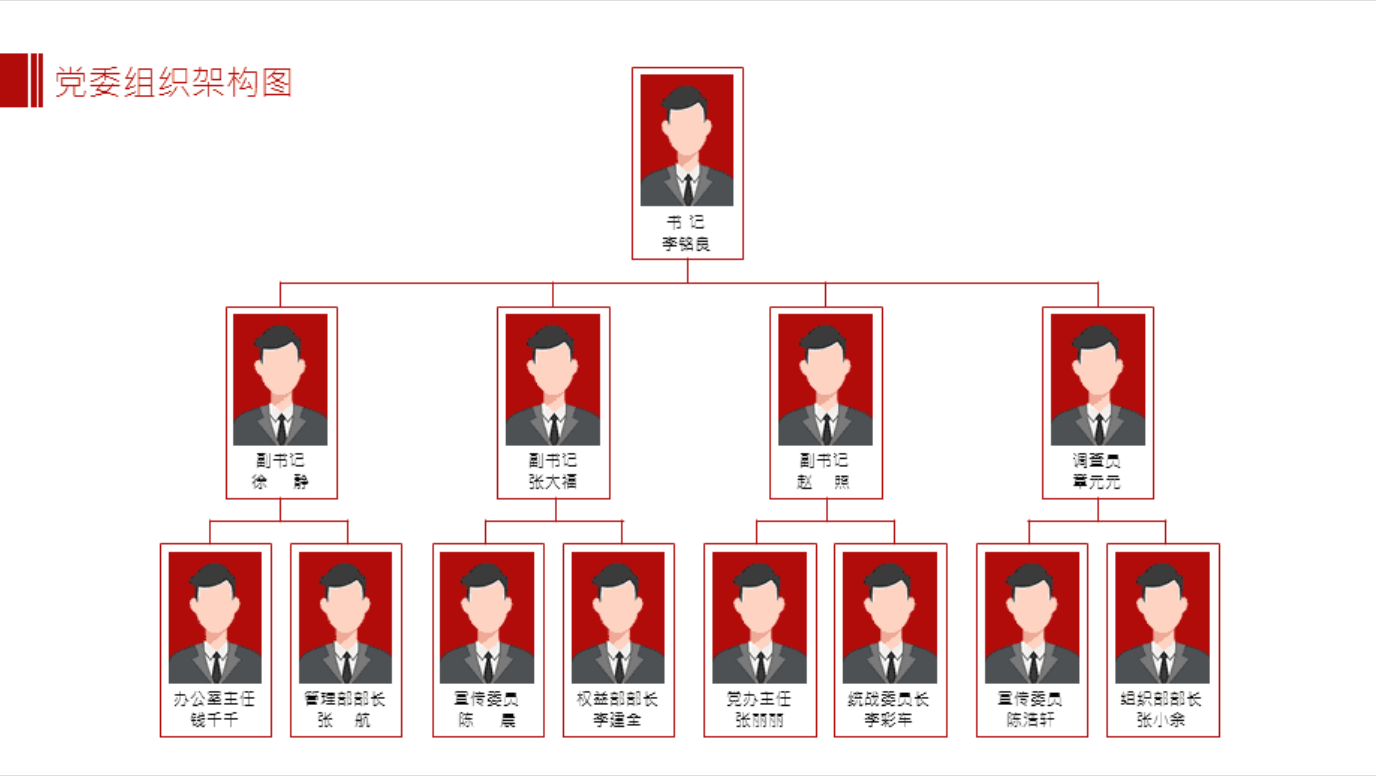 党委组织架构图
书 记
李铭良
副书记
徐 静
副书记
张大福
副书记
赵 照
调查员
章元元
办公室主任
钱千千
管理部部长
张 航
宣传委员
陈 晨
权益部部长
李建全
党办主任
张丽丽
统战委员长
李彩车
宣传委员
陈浩轩
组织部部长
张小余